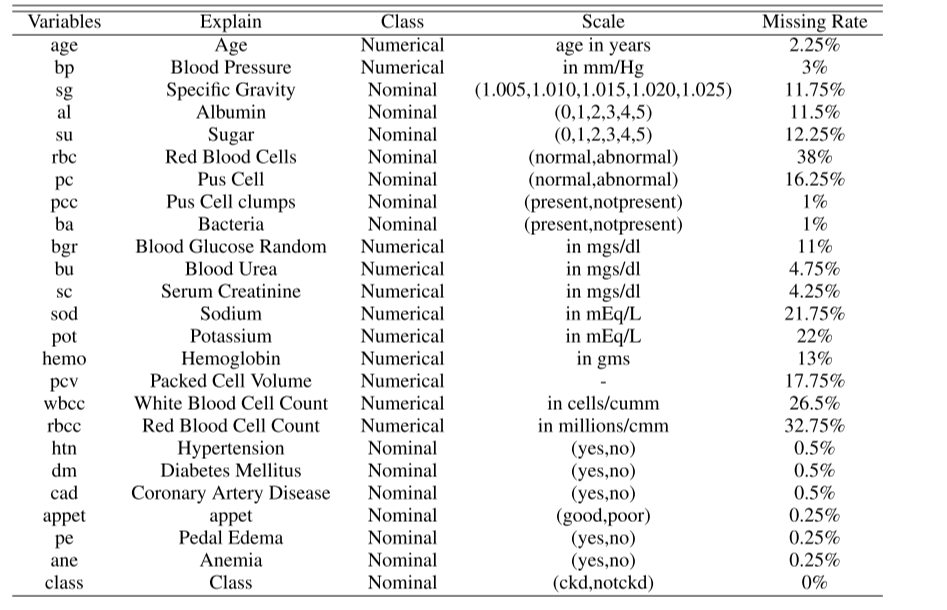 Variables Explain Class Scale Missing Rate
age Age Numerical age in years 2.25%
bp Blood Pressure Numerical in mm/Hg 3%
sg Specific Gravity Nominal (1.005,1.010,1.015,1.020,1.025) 11.75%
al Albumin Nominal (0,1,2,3,4,5) 11.5%
su Sugar Nominal (0,1,2,3,4,5) 12.25%
rbc Red Blood Cells Nominal (normal,abnormal) 38%
pc Pus Cell Nominal (normal,abnormal) 16.25%
pcc Pus Cell clumps Nominal (present,notpresent) 1%
ba Bacteria Nominal (present,notpresent) 1%
bgr Blood Glucose Random Numerical in mgs/dl 11%
bu Blood Urea Numerical in mgs/dl 4.75%
sc Serum Creatinine Numerical in mgs/dl 4.25%
sod Sodium Numerical in mEq/L 21.75%
pot Potassium Numerical in mEq/L 22%
hemo Hemoglobin Numerical in gms 13%
pcv Packed Cell Volume Numerical - 17.75%
wbcc White Blood Cell Count Numerical in cells/cumm 26.5%
rbcc Red Blood Cell Count Numerical in millions/cmm 32.75%
htn Hypertension Nominal (yes,no) 0.5%
dm Diabetes Mellitus Nominal (yes,no) 0.5%
cad Coronary Artery Disease Nominal (yes,no) 0.5%
appet appet Nominal (good,poor) 0.25%
pe Pedal Edema Nominal (yes,no) 0.25%
ane Anemia Nominal (yes,no) 0.25%
class Class Nominal (ckd,notckd) 0%